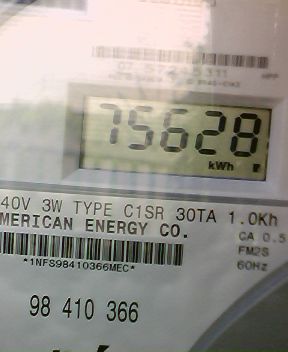 75628
kWh
40V 3W TYPE C1SR 30TA 1.0Kh
MERICAN ENERGY CO.
CA 0.5
FM2S
60Hz
*1NFS98410366MEC*
98 410 366